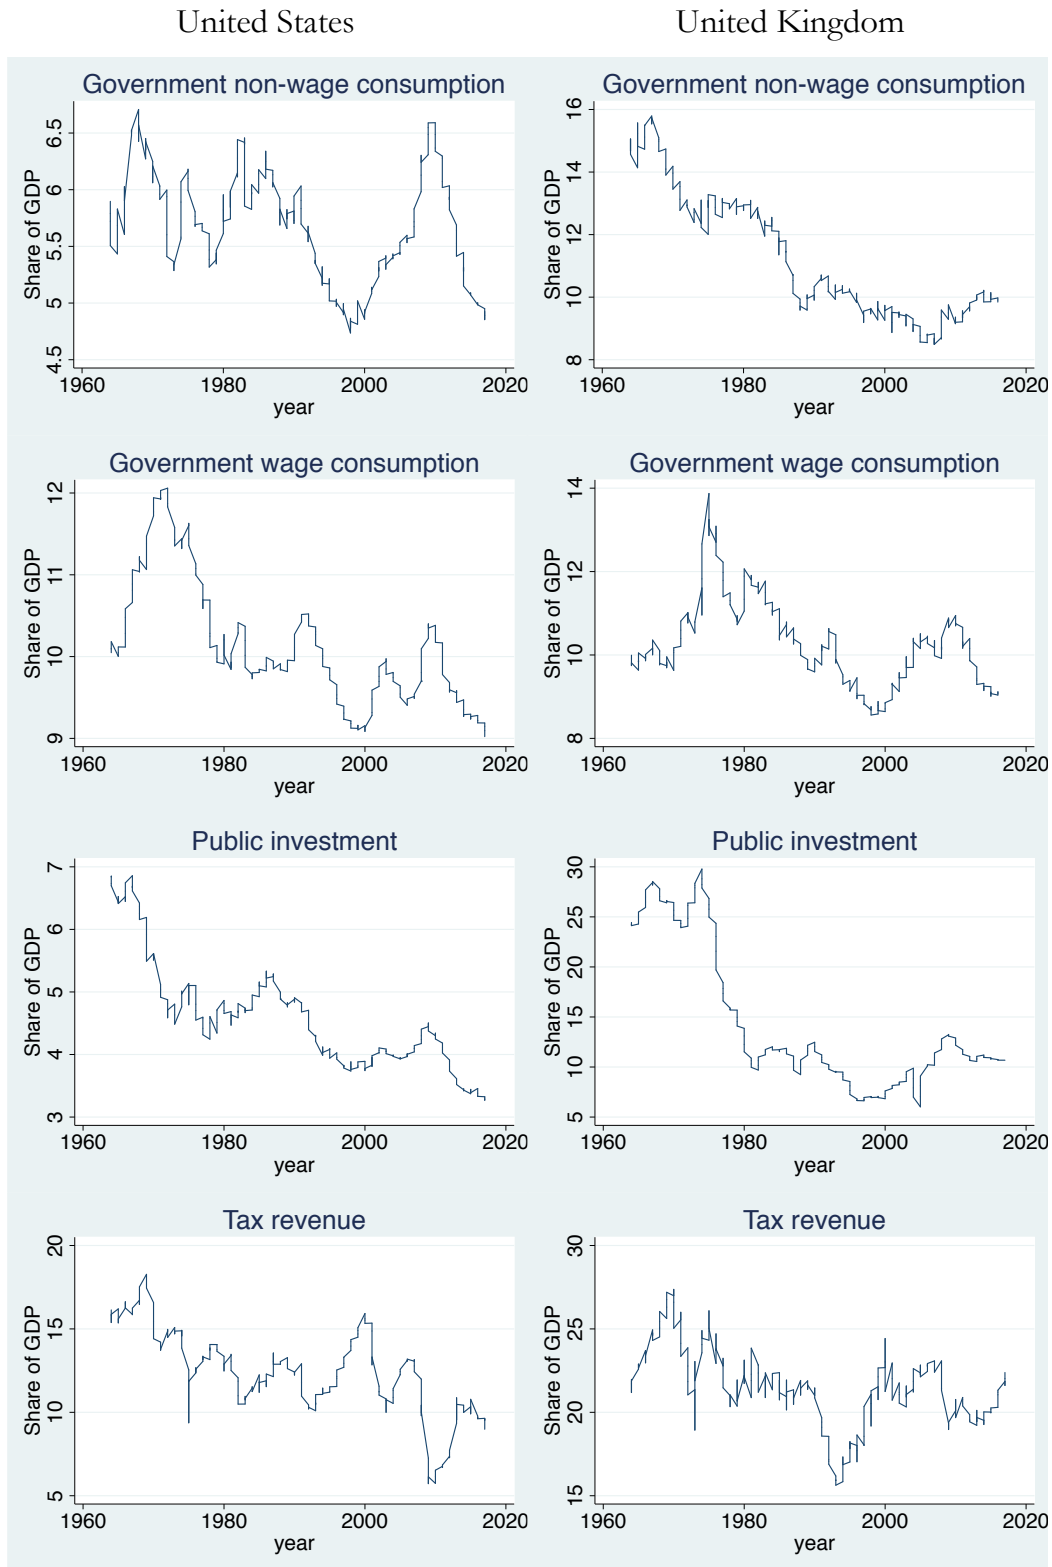 United States
United Kingdom
Government non-wage consumption
Share of GDP
6.5
6
5.5
5
4.5
1960 1980 2000 2020
year
Government non-wage consumption
Share of GDP
16
14
12
10
8
1960 1980 2000 2020
year
Government wage consumption
Share of GDP
12
11
10
9
1960 1980 2000 2020
year
Government wage consumption
Share of GDP
14
12
10
8
1960 1980 2000 2020
year
Public investment
Share of GDP
7
6
5
4
3
1960 1980 2000 2020
year
Public investment
Share of GDP
30
25
20
15
10
5
1960 1980 2000 2020
year
Tax revenue
Share of GDP
20
15
10
5
1960 1980 2000 2020
year
Tax revenue
Share of GDP
30
25
20
15
1960 1980 2000 2020
year